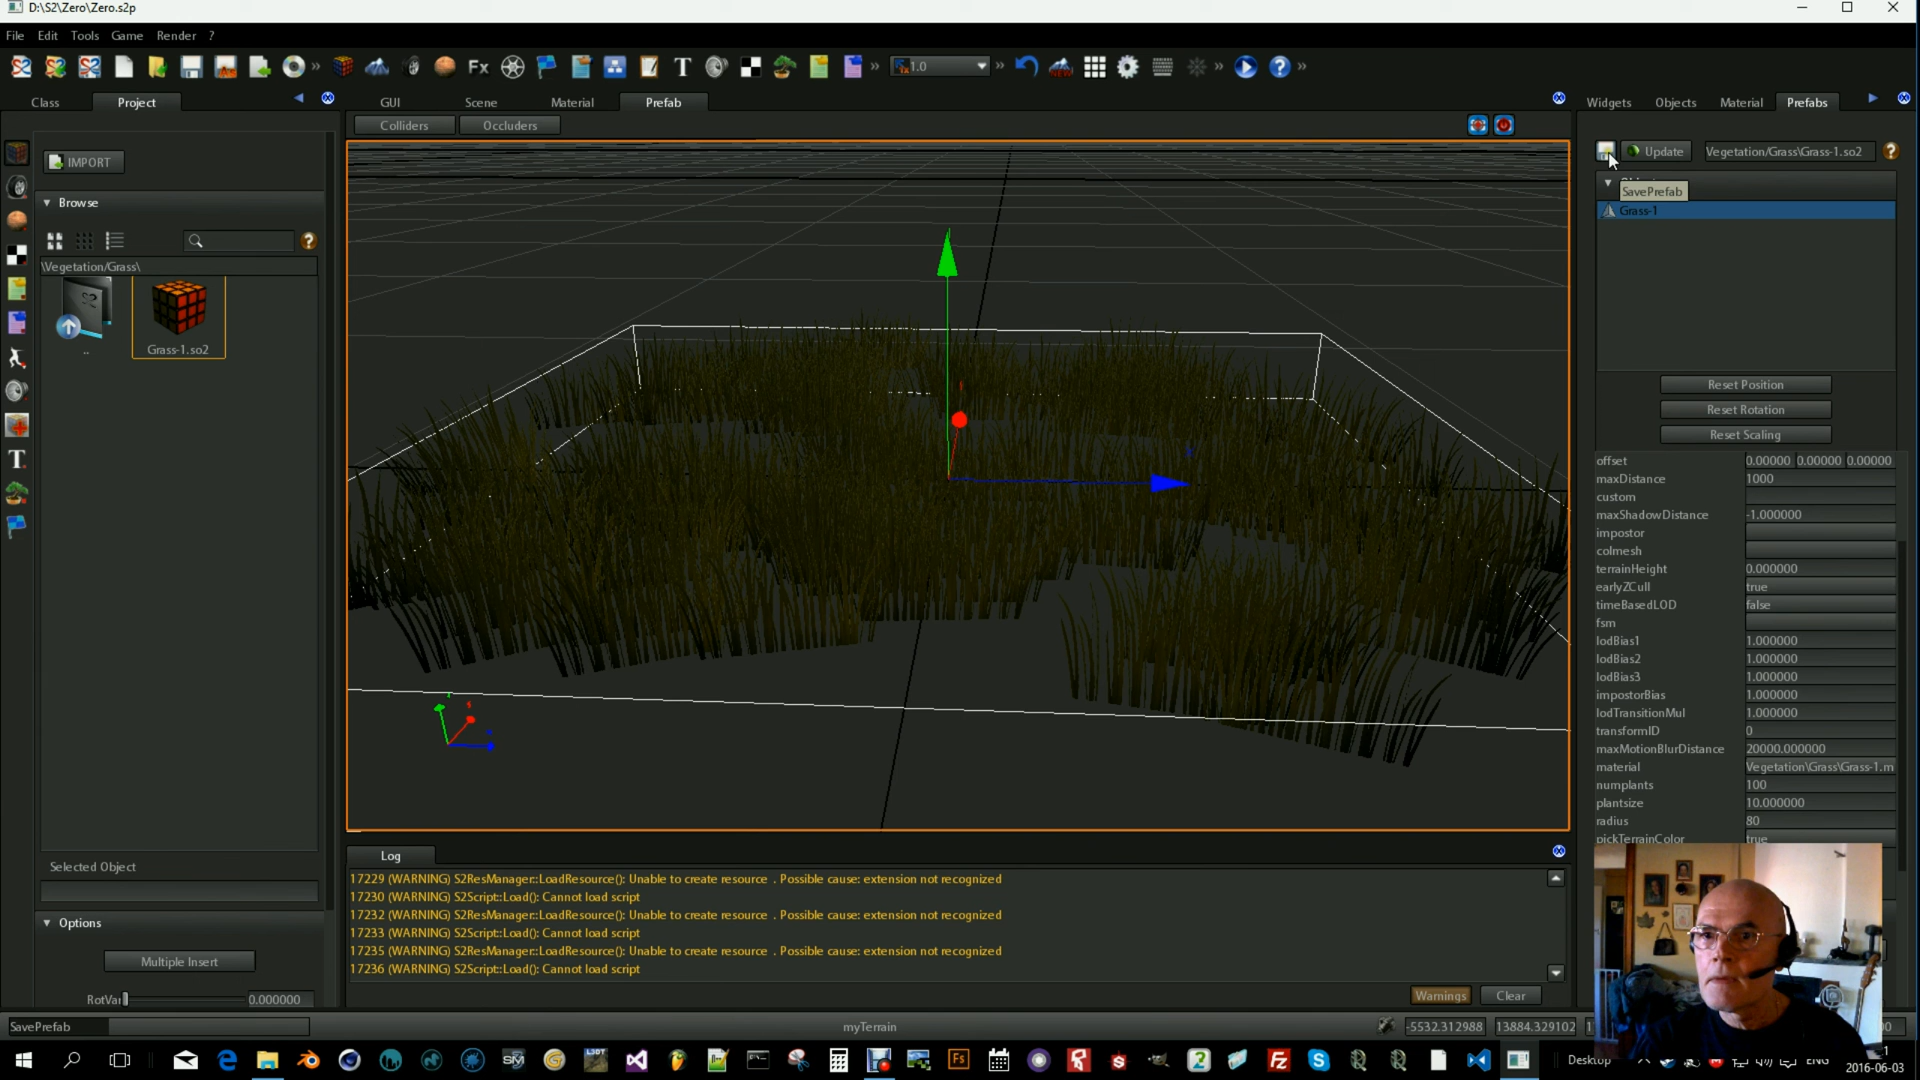 D:\S2\Zero\Zero.s2p
File Edit Tools Game Render ?
Fx T 1.0
Class Project GUI Scene Material Prefab Widgets Objects Material Prefabs
Colliders Occluders
IMPORT
Update Vegetation/Grass\Grass-1.so2
SavePrefab
Grass-1
Browse
\Vegetation/Grass\
S2
..
Grass-1.so2
Reset Position
Reset Rotation
Reset Scaling
offset 0.00000 0.00000 0.00000
maxDistance 1000
custom
maxShadowDistance -1.000000
impostor
colmesh
terrainHeight 0.000000
earlyZCull true
timeBasedLOD false
fsm
lodBias1 1.000000
lodBias2 1.000000
lodBias3 1.000000
impostorBias 1.000000
lodTransitionMul 1.000000
transformID 0
maxMotionBlurDistance 20000.000000
material Vegetation\Grass\Grass-1.m
numplants 100
plantsize 10.000000
radius 80
pickTerrainColor true
Selected Object
Options
Multiple Insert
RotVar 0.000000
Log
17229 (WARNING) S2ResManager::LoadResource(): Unable to create resource . Possible cause: extension not recognized
17230 (WARNING) S2Script::Load(): Cannot load script
17232 (WARNING) S2ResManager::LoadResource(): Unable to create resource . Possible cause: extension not recognized
17233 (WARNING) S2Script::Load(): Cannot load script
17235 (WARNING) S2ResManager::LoadResource(): Unable to create resource . Possible cause: extension not recognized
17236 (WARNING) S2Script::Load(): Cannot load script
Warnings Clear
SavePrefab myTerrain -5532.312988 13884.329102
Desktop ENG
2016-06-03